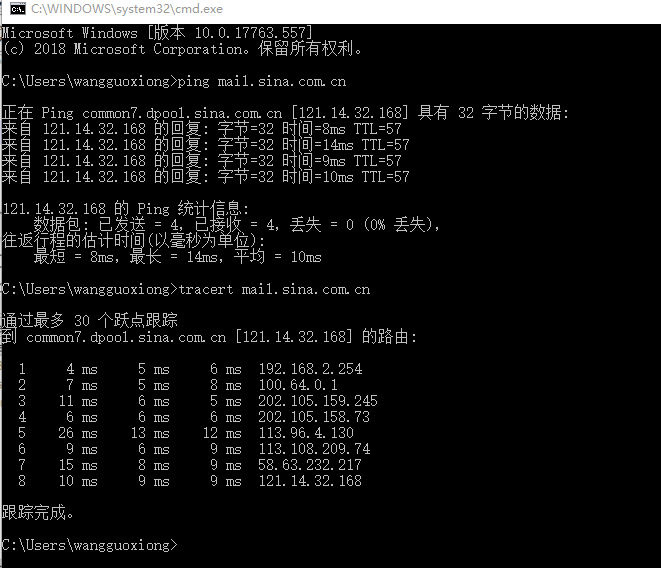 C:\WINDOWS\system32\cmd.exe
Microsoft Windows [版本 10.0.17763.557]
(c) 2018 Microsoft Corporation。保留所有权利。
C:\Users\wangguoxiong>ping mail.sina.com.cn
正在 Ping common7.dpool.sina.com.cn [121.14.32.168] 具有 32 字节的数据:
来自 121.14.32.168 的回复: 字节=32 时间=8ms TTL=57
来自 121.14.32.168 的回复: 字节=32 时间=14ms TTL=57
来自 121.14.32.168 的回复: 字节=32 时间=9ms TTL=57
来自 121.14.32.168 的回复: 字节=32 时间=10ms TTL=57
121.14.32.168 的 Ping 统计信息:
数据包: 已发送 = 4，已接收 = 4，丢失 = 0 (0% 丢失)，
往返行程的估计时间(以毫秒为单位):
最短 = 8ms，最长 = 14ms，平均 = 10ms
C:\Users\wangguoxiong>tracert mail.sina.com.cn
通过最多 30 个跃点跟踪
到 common7.dpool.sina.com.cn [121.14.32.168] 的路由:
1 4 ms 5 ms 6 ms 192.168.2.254
2 7 ms 5 ms 8 ms 100.64.0.1
3 11 ms 6 ms 5 ms 202.105.159.245
4 6 ms 6 ms 6 ms 202.105.158.73
5 26 ms 13 ms 12 ms 113.96.4.130
6 9 ms 6 ms 9 ms 113.108.209.74
7 15 ms 8 ms 9 ms 58.63.232.217
8 10 ms 9 ms 9 ms 121.14.32.168
跟踪完成。
C:\Users\wangguoxiong>